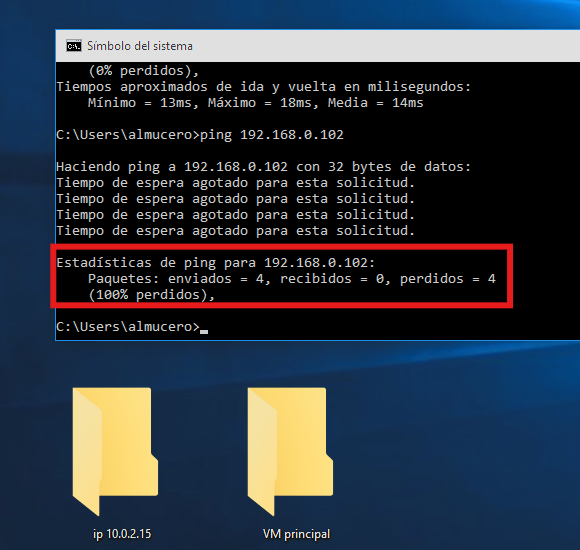 Símbolo del sistema
(0% perdidos),
Tiempos aproximados de ida y vuelta en milisegundos:
Mínimo = 13ms, Máximo = 18ms, Media = 14ms
C:\Users\almucero>ping 192.168.0.102
Haciendo ping a 192.168.0.102 con 32 bytes de datos:
Tiempo de espera agotado para esta solicitud.
Tiempo de espera agotado para esta solicitud.
Tiempo de espera agotado para esta solicitud.
Tiempo de espera agotado para esta solicitud.
Estadísticas de ping para 192.168.0.102:
Paquetes: enviados = 4, recibidos = 0, perdidos = 4
(100% perdidos),
C:\Users\almucero>
ip 10.0.2.15
VM principal